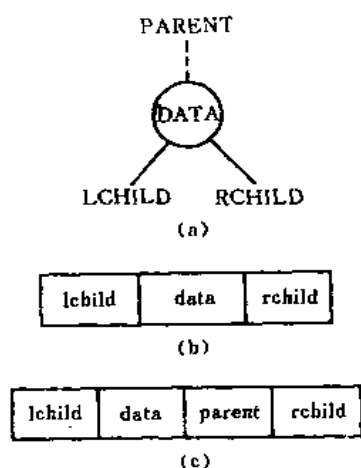 PARENT
DATA
LCHILD RCHILD
(a)
lchild data rchild
(b)
lchild data parent rchild
(c)